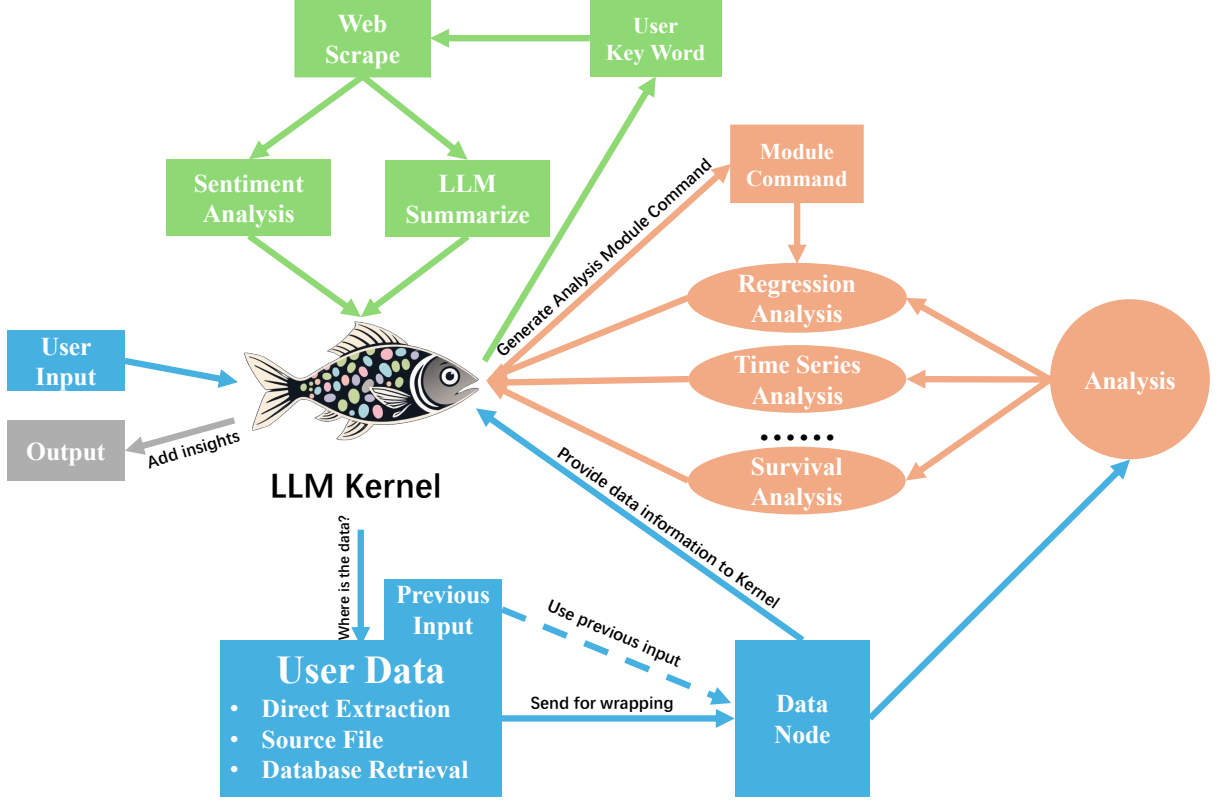 Web
Scrape
User
Key Word
Sentiment
Analysis
LLM
Summarize
Generate Analysis Module Command
Module
Command
Regression
Analysis
Time Series
Analysis
......
Survival
Analysis
Analysis
User
Input
Output
Add insights
LLM Kernel
Where is the data?
Provide data information to Kernel
Previous
Input
Use previous input
User Data
• Direct Extraction
• Source File
• Database Retrieval
Send for wrapping
Data
Node